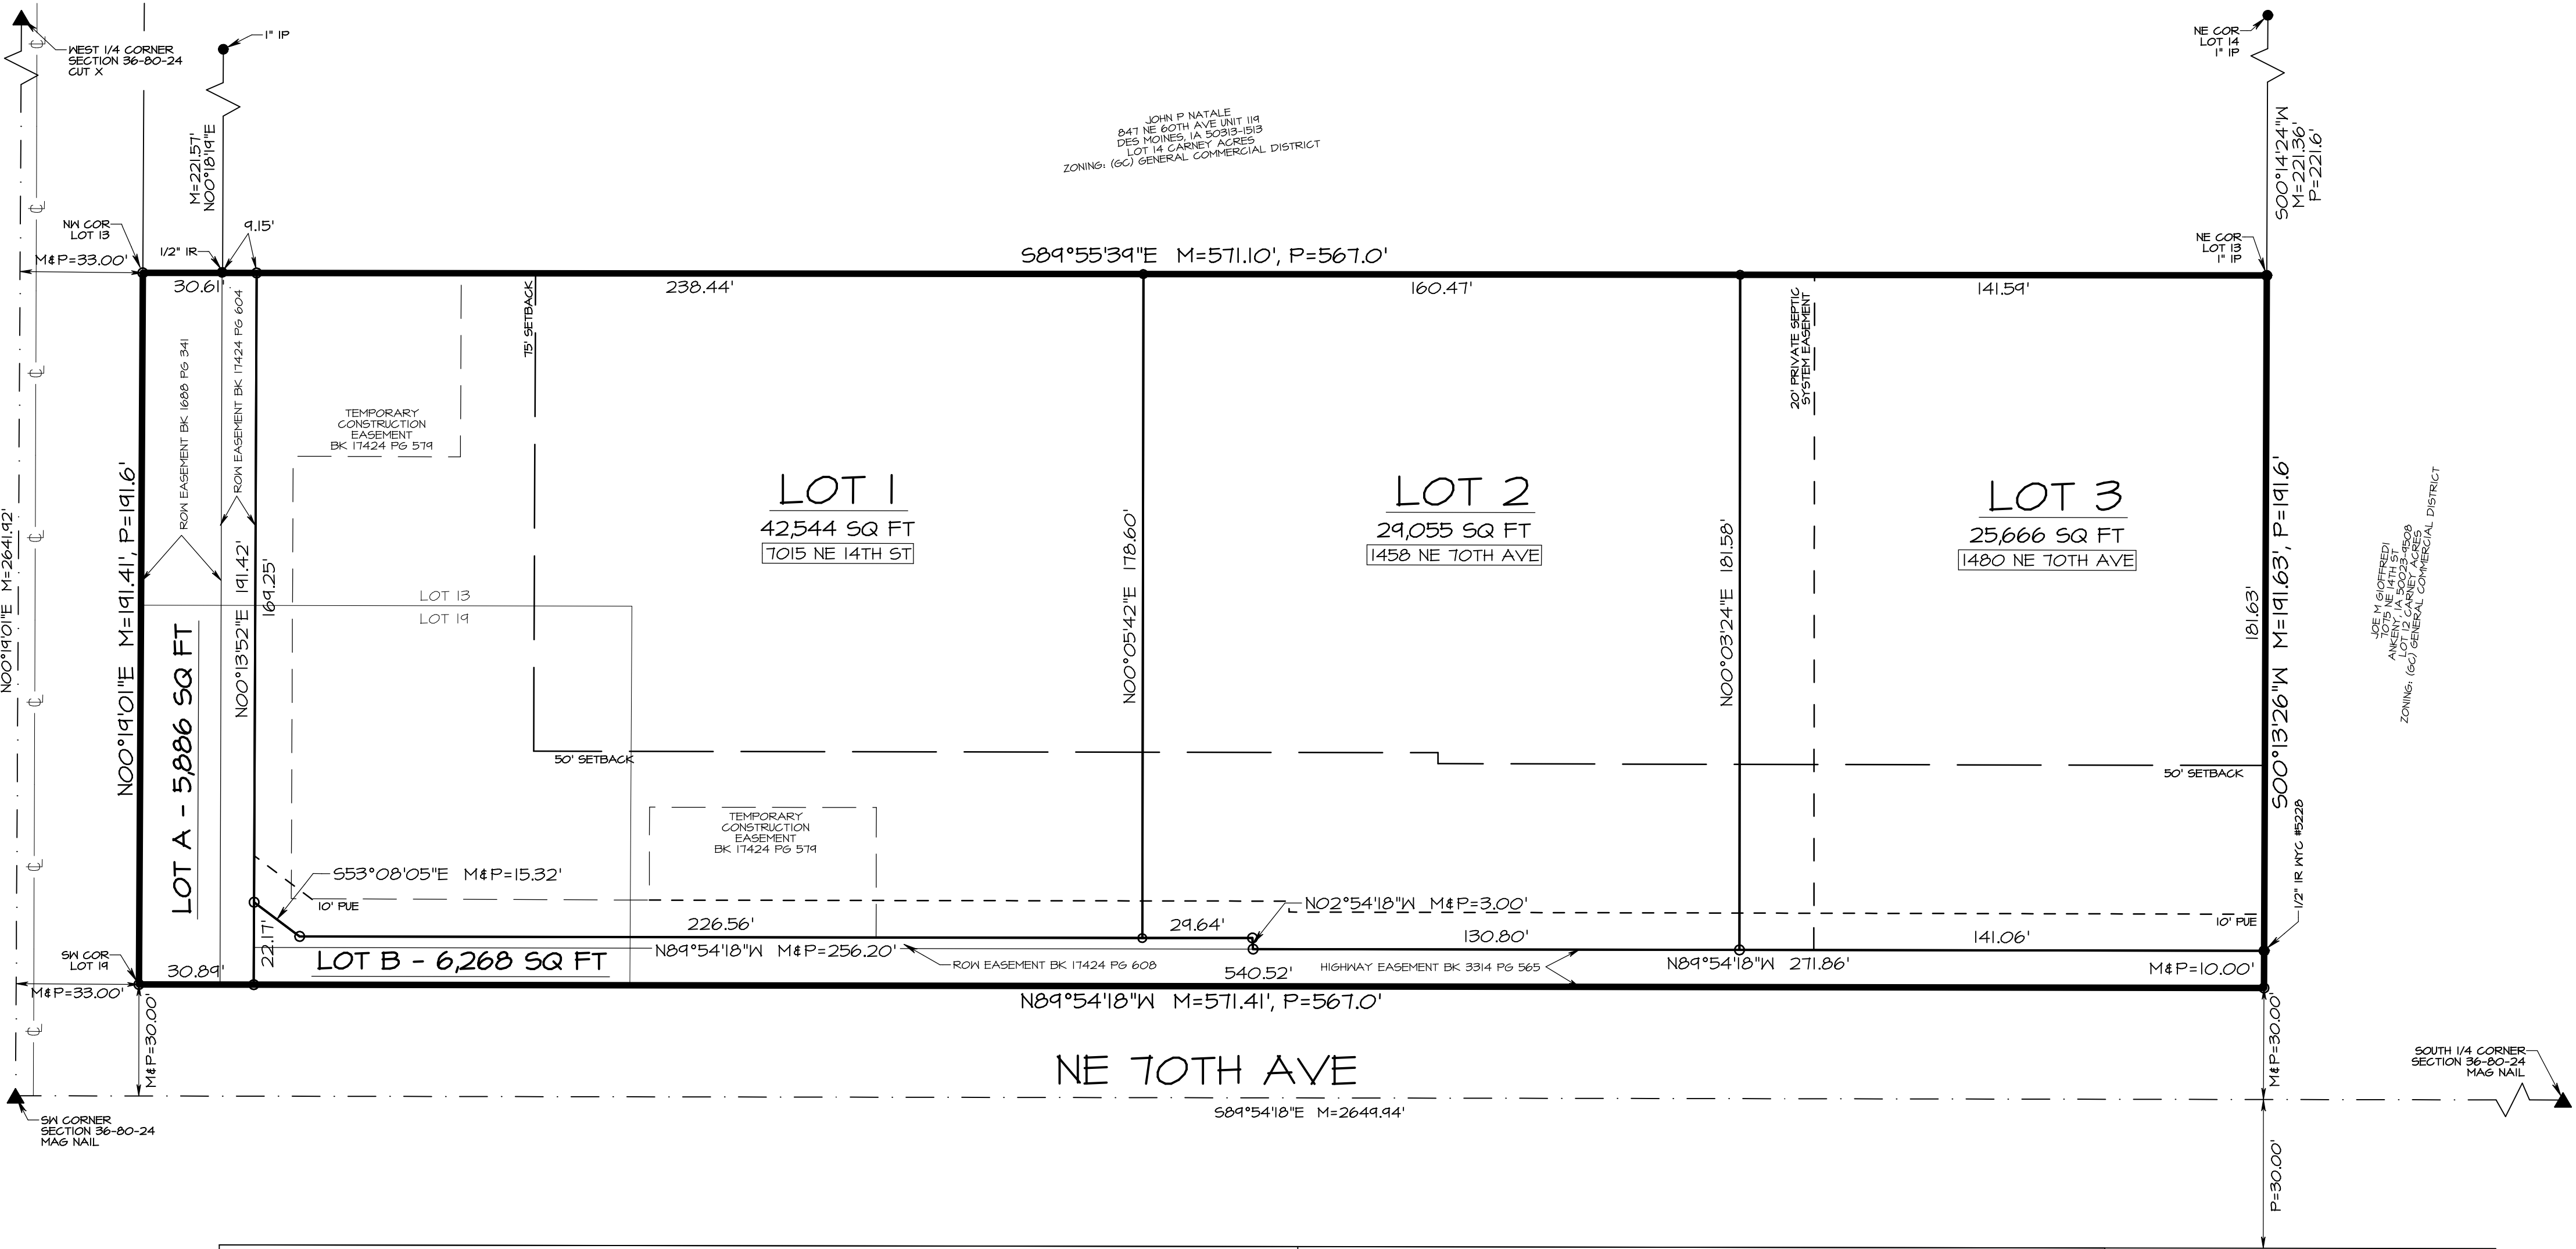 WEST 1/4 CORNER
SECTION 36-80-24
CUT X
1" IP
M=221.57'
N00°18'19"E
JOHN P NATALE
847 NE 60TH AVE UNIT 119
DES MOINES, IA 50313-1513
LOT 14 CARNEY ACRES
ZONING: (GC) GENERAL COMMERCIAL DISTRICT
NE COR
LOT 14
1" IP
S00°14'24"W
M=221.36'
P=221.6'
NW COR
LOT 13
M&P=33.00'
1/2" IR
9.15'
S89°55'39"E M=571.10', P=567.0'
NE COR
LOT 13
1" IP
30.61'
238.44'
160.47'
141.59'
ROW EASEMENT BK 1688 PG 341
ROW EASEMENT BK 17424 PG 604
75' SETBACK
20' PRIVATE SEPTIC
SYSTEM EASEMENT
TEMPORARY
CONSTRUCTION
EASEMENT
BK 17424 PG 579
N00°19'01"E M=2641.92'
N00°19'01"E M=191.41', P=191.6'
LOT A - 5,886 SQ FT
N00°13'52"E 191.42'
169.25'
LOT 13
LOT 19
LOT 1
42,544 SQ FT
7015 NE 14TH ST
N00°05'42"E 178.60'
LOT 2
29,055 SQ FT
1458 NE 70TH AVE
N00°03'24"E 181.58'
LOT 3
25,666 SQ FT
1480 NE 70TH AVE
181.63'
S00°13'26"W M=191.63', P=191.6'
JOE M GIOFFREDI
7075 NE 14TH ST
ANKENY, IA 50023-9508
LOT 12 CARNEY ACRES
ZONING: (GC) GENERAL COMMERCIAL DISTRICT
50' SETBACK
50' SETBACK
TEMPORARY
CONSTRUCTION
EASEMENT
BK 17424 PG 579
1/2" IR WYC #5228
S53°08'05"E M&P=15.32'
10' PUE
N02°54'18"W M&P=3.00'
10' PUE
22.17'
226.56'
29.64'
130.80'
141.06'
SW COR
LOT 19
30.89'
LOT B - 6,268 SQ FT
N89°54'18"W M&P=256.20'
ROW EASEMENT BK 17424 PG 608
540.52'
HIGHWAY EASEMENT BK 3314 PG 565
N89°54'18"W 271.86'
M&P=10.00'
M&P=33.00'
M&P=30.00'
N89°54'18"W M=571.41', P=567.0'
M&P=30.00'
NE 70TH AVE
SOUTH 1/4 CORNER
SECTION 36-80-24
MAG NAIL
SW CORNER
SECTION 36-80-24
MAG NAIL
S89°54'18"E M=2649.94'
P=30.00'